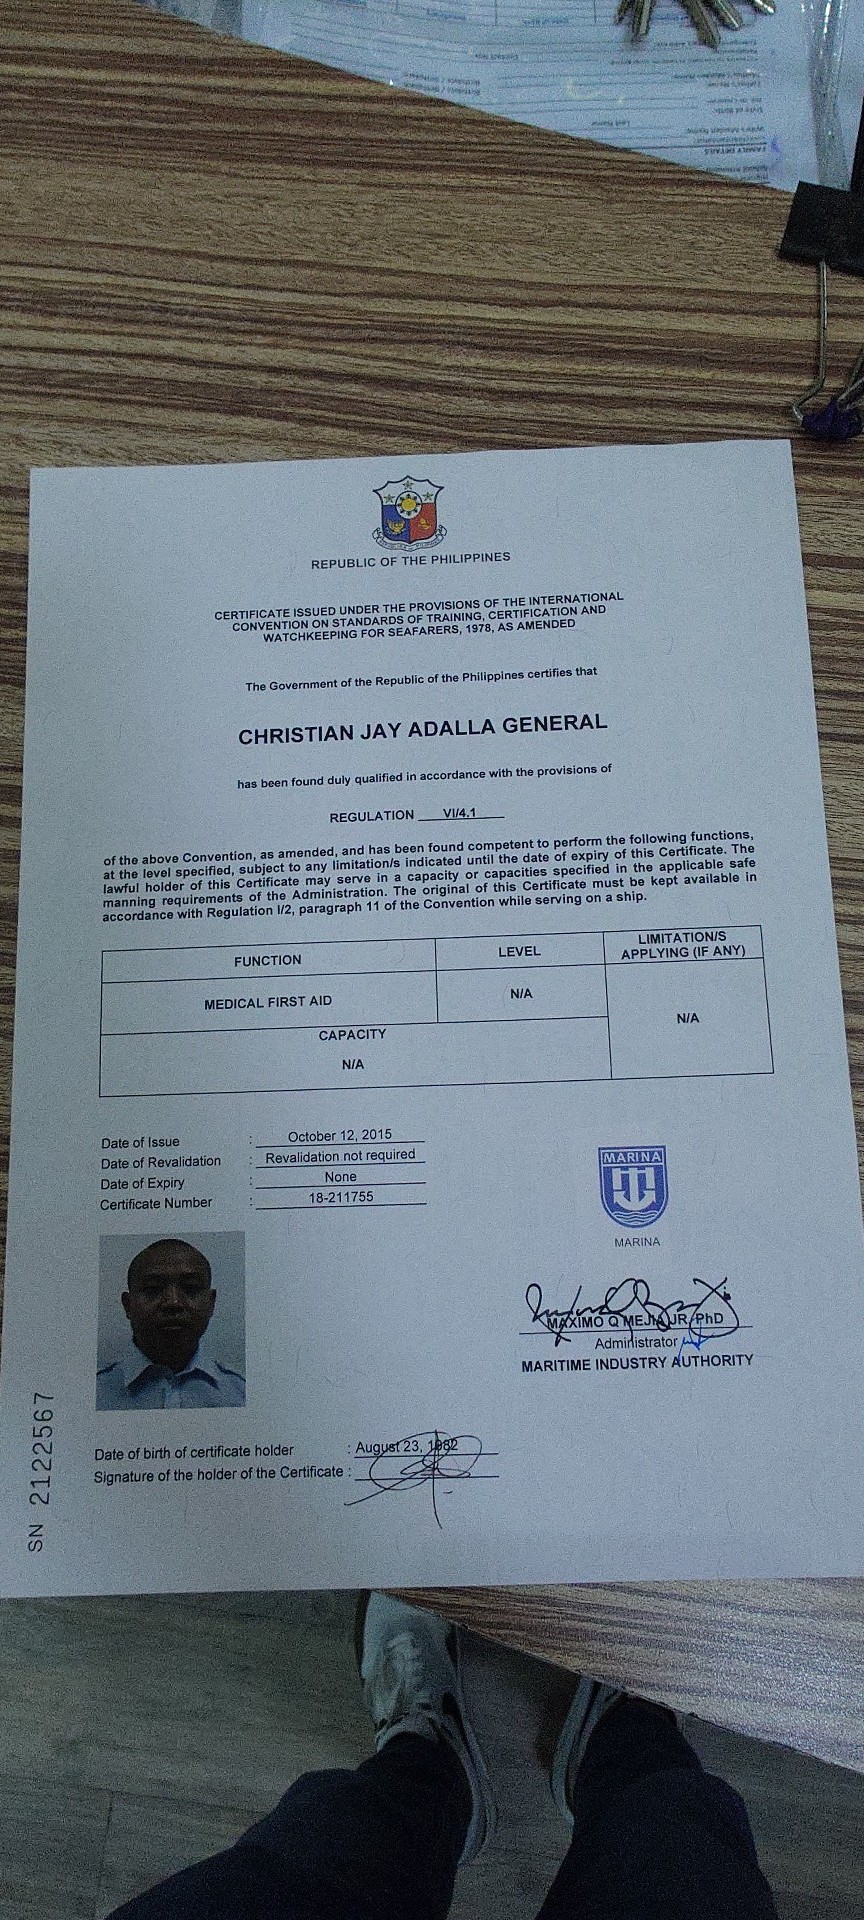 FAMILY DETAILS
REPUBLIC OF THE PHILIPPINES
CERTIFICATE ISSUED UNDER THE PROVISIONS OF THE INTERNATIONAL
CONVENTION ON STANDARDS OF TRAINING, CERTIFICATION AND
WATCHKEEPING FOR SEAFARERS, 1978, AS AMENDED
The Government of the Republic of the Philippines certifies that
CHRISTIAN JAY ADALLA GENERAL
has been found duly qualified in accordance with the provisions of
REGULATION VI/4.1
of the above Convention, as amended, and has been found competent to perform the following functions,
at the level specified, subject to any limitation/s indicated until the date of expiry of this Certificate. The
lawful holder of this Certificate may serve in a capacity or capacities specified in the applicable safe
manning requirements of the Administration. The original of this Certificate must be kept available in
accordance with Regulation I/2, paragraph 11 of the Convention while serving on a ship.
FUNCTION LEVEL LIMITATION/S
APPLYING (IF ANY)
MEDICAL FIRST AID N/A N/A
CAPACITY
N/A
Date of Issue : October 12, 2015
Date of Revalidation : Revalidation not required
Date of Expiry : None
Certificate Number : 18-211755
MARINA
MARINA
MAXIMO Q MEJIA JR, PhD
Administrator
MARITIME INDUSTRY AUTHORITY
Date of birth of certificate holder : August 23, 1982
Signature of the holder of the Certificate :
SN 2122567